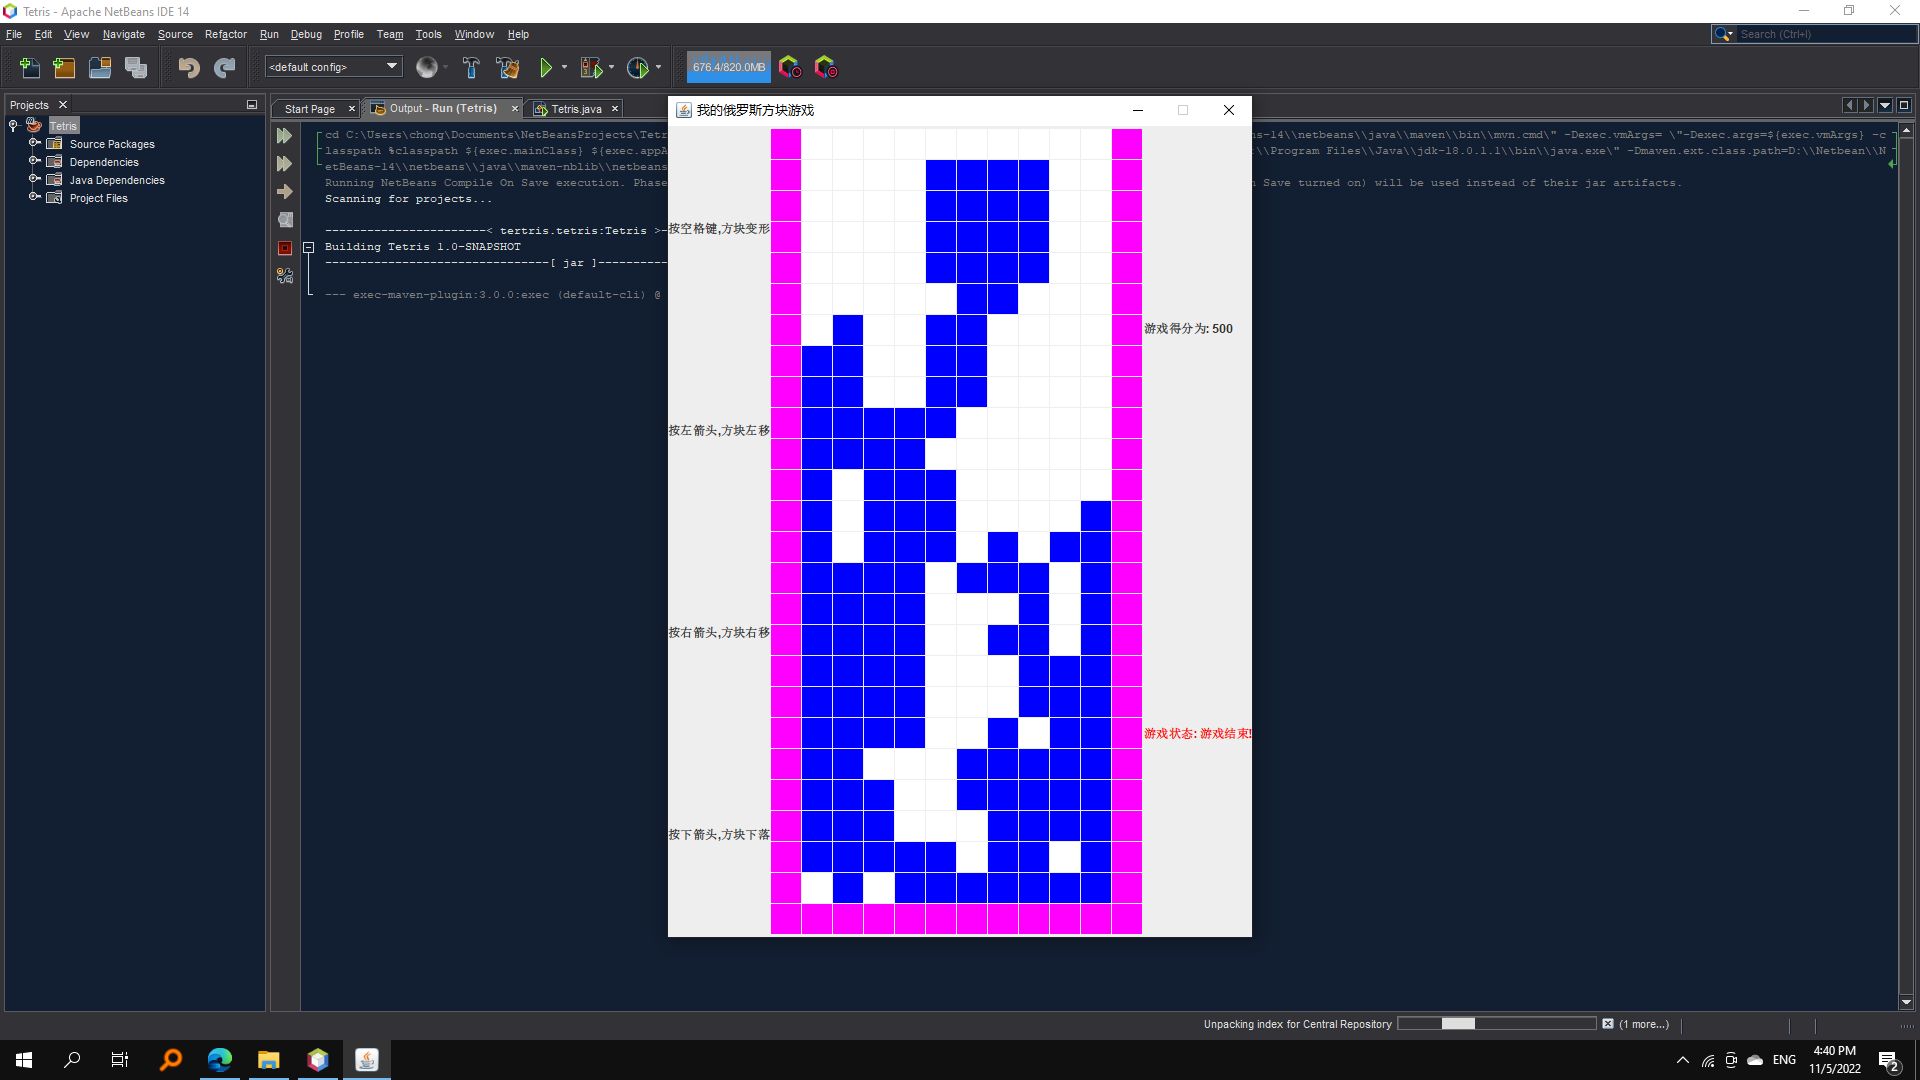 Tetris - Apache NetBeans IDE 14
File Edit View Navigate Source Refactor Run Debug Profile Team Tools Window Help
Search (Ctrl+I)
<default config>
676.4/820.0MB
Projects
Start Page
Output - Run (Tetris)
Tetris.java
Tetris
Source Packages
Dependencies
Java Dependencies
Project Files
cd C:\Users\chong\Documents\NetBeansProjects\Tetr
ns-14\\netbeans\\java\\maven\\bin\\mvn.cmd\" -Dexec.vmArgs= \"-Dexec.args=${exec.vmArgs} -c
lasspath %classpath ${exec.mainClass} ${exec.appA
\\Program Files\\Java\\jdk-18.0.1.1\\bin\\java.exe\" -Dmaven.ext.class.path=D:\\Netbean\\N
etBeans-14\\netbeans\\java\\maven-nblib\\netbeans
Running NetBeans Compile On Save execution. Phase
n Save turned on) will be used instead of their jar artifacts.
Scanning for projects...
-----------------------< tertris.tetris:Tetris >-
Building Tetris 1.0-SNAPSHOT
--------------------------------[ jar ]----------
--- exec-maven-plugin:3.0.0:exec (default-cli) @
我的俄罗斯方块游戏
按空格键,方块变形
游戏得分为: 500
按左箭头,方块左移
按右箭头,方块右移
游戏状态: 游戏结束!
按下箭头,方块下落
Unpacking index for Central Repository
(1 more...)
ENG
4:40 PM
11/5/2022
2